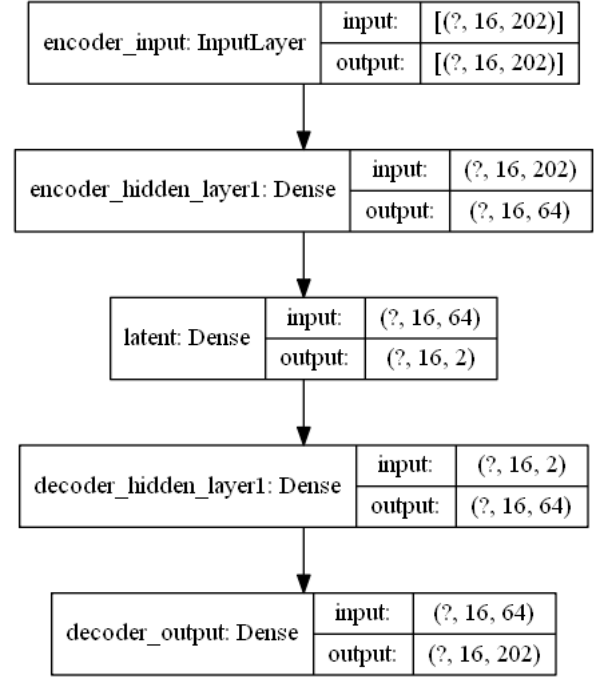 encoder_input: InputLayer
input: [(?, 16, 202)]
output: [(?, 16, 202)]
encoder_hidden_layer1: Dense
input: (?, 16, 202)
output: (?, 16, 64)
latent: Dense
input: (?, 16, 64)
output: (?, 16, 2)
decoder_hidden_layer1: Dense
input: (?, 16, 2)
output: (?, 16, 64)
decoder_output: Dense
input: (?, 16, 64)
output: (?, 16, 202)